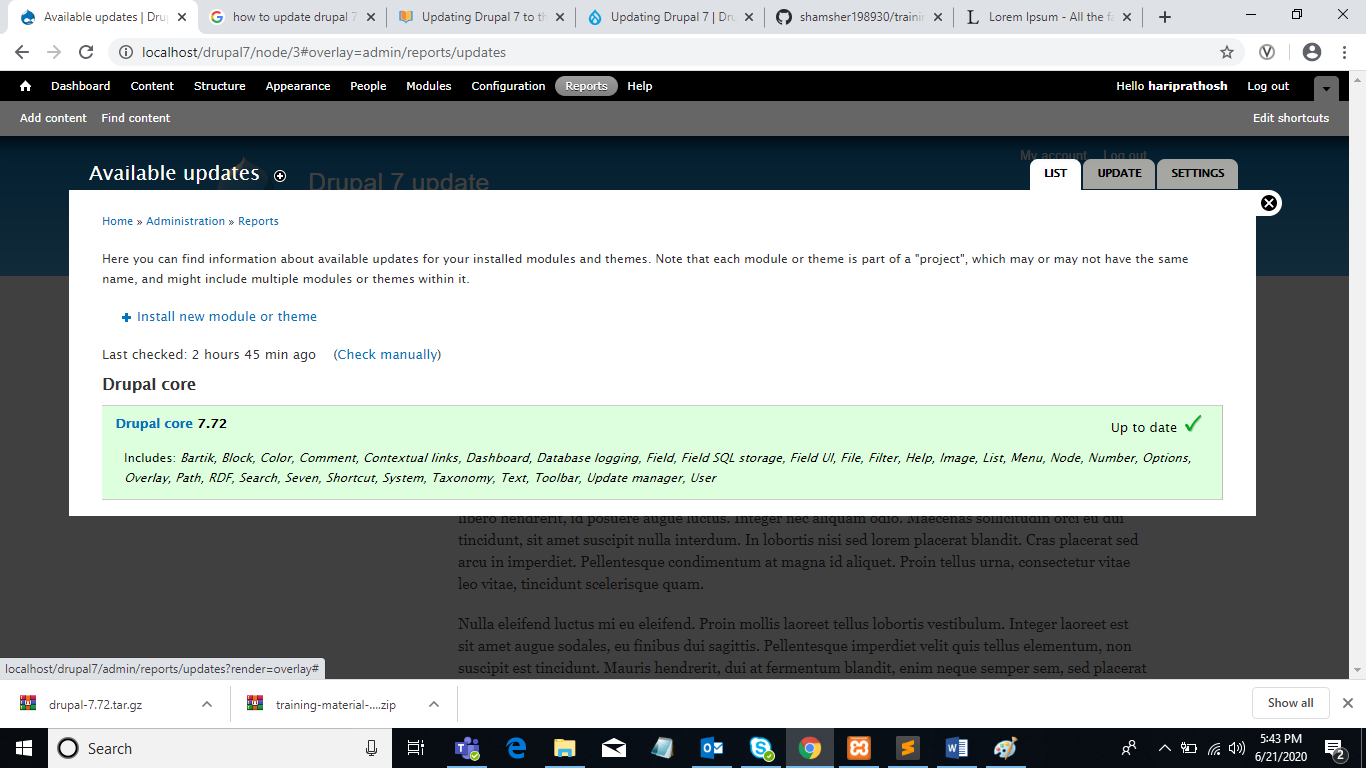 Available updates | Dru
how to update drupal 7
Updating Drupal 7 to th
Updating Drupal 7 | Dru
shamsher198930/trainin
Lorem Ipsum - All the fa
localhost/drupal7/node/3#overlay=admin/reports/updates
Dashboard Content Structure Appearance People Modules Configuration Reports Help Hello hariprathosh Log out
Add content Find content Edit shortcuts
My account Log out
Available updates Drupal 7 update LIST UPDATE SETTINGS
Home » Administration » Reports
Here you can find information about available updates for your installed modules and themes. Note that each module or theme is part of a "project", which may or may not have the same
name, and might include multiple modules or themes within it.
Install new module or theme
Last checked: 2 hours 45 min ago (Check manually)
Drupal core
Drupal core 7.72 Up to date
Includes: Bartik, Block, Color, Comment, Contextual links, Dashboard, Database logging, Field, Field SQL storage, Field UI, File, Filter, Help, Image, List, Menu, Node, Number, Options,
Overlay, Path, RDF, Search, Seven, Shortcut, System, Taxonomy, Text, Toolbar, Update manager, User
libero hendrerit, id posuere augue luctus. Integer nec aliquam odio. Maecenas sollicitudin orci eu dui
tincidunt, sit amet suscipit nulla interdum. In lobortis nisi sed lorem placerat blandit. Cras placerat sed
arcu in imperdiet. Pellentesque condimentum at magna id aliquet. Proin tellus urna, consectetur vitae
leo vitae, tincidunt scelerisque quam.
Nulla eleifend luctus mi eu eleifend. Proin mollis laoreet tellus lobortis vestibulum. Integer laoreet est
sit amet augue sodales, eu finibus dui sagittis. Pellentesque imperdiet velit quis tellus elementum, non
suscipit est tincidunt. Mauris hendrerit, dui at fermentum blandit, enim neque semper sem, sed placerat
localhost/drupal7/admin/reports/updates?render=overlay#
drupal-7.72.tar.gz training-material-....zip Show all
Search
5:43 PM
6/21/2020
2